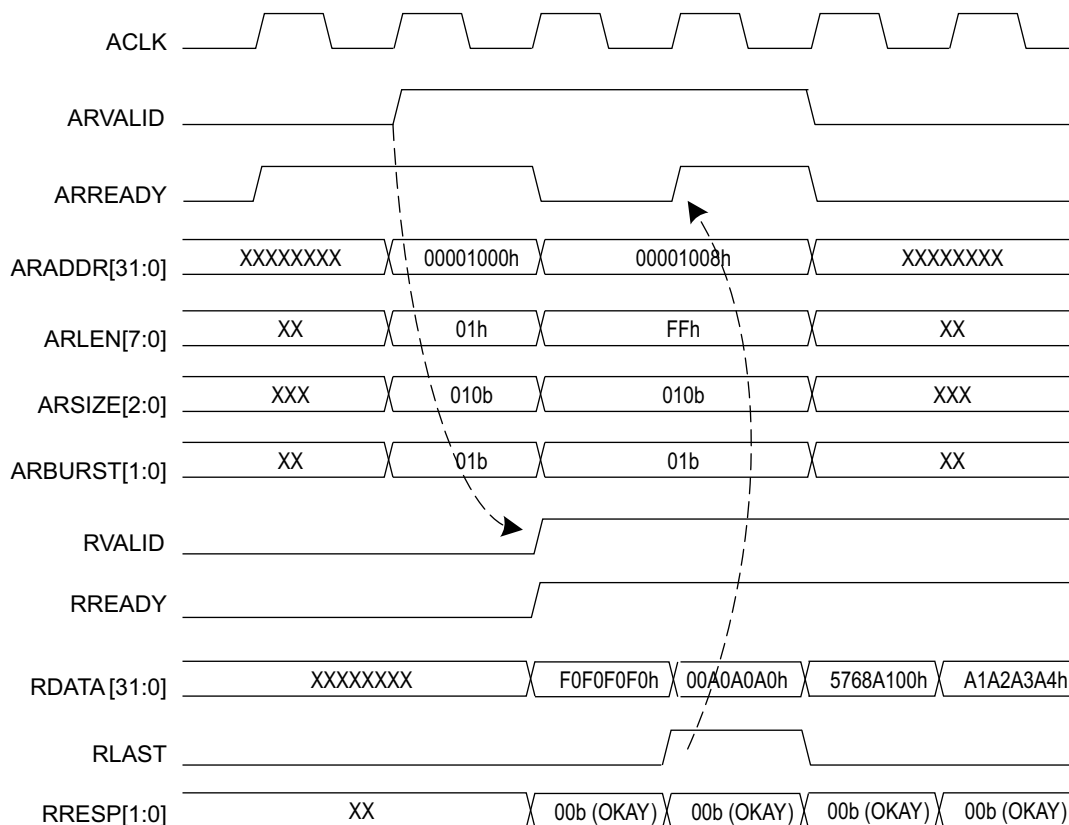 ACLK
ARVALID
ARREADY
ARADDR[31:0] XXXXXXXX 00001000h 00001008h XXXXXXXX
ARLEN[7:0] XX 01h FFh XX
ARSIZE[2:0] XXX 010b 010b XXX
ARBURST[1:0] XX 01b 01b XX
RVALID
RREADY
RDATA [31:0] XXXXXXXX F0F0F0F0h 00A0A0A0h 5768A100h A1A2A3A4h
RLAST
RRESP[1:0] XX 00b (OKAY) 00b (OKAY) 00b (OKAY) 00b (OKAY)